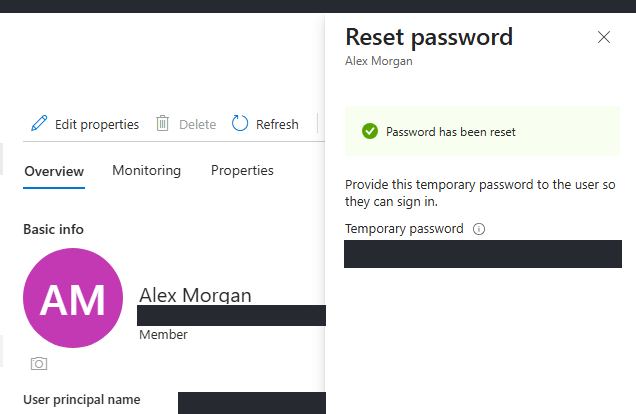 Reset password
Alex Morgan
Edit properties Delete Refresh
Password has been reset
Overview Monitoring Properties
Provide this temporary password to the user so
they can sign in.
Temporary password
Basic info
AM
Alex Morgan
Member
User principal name